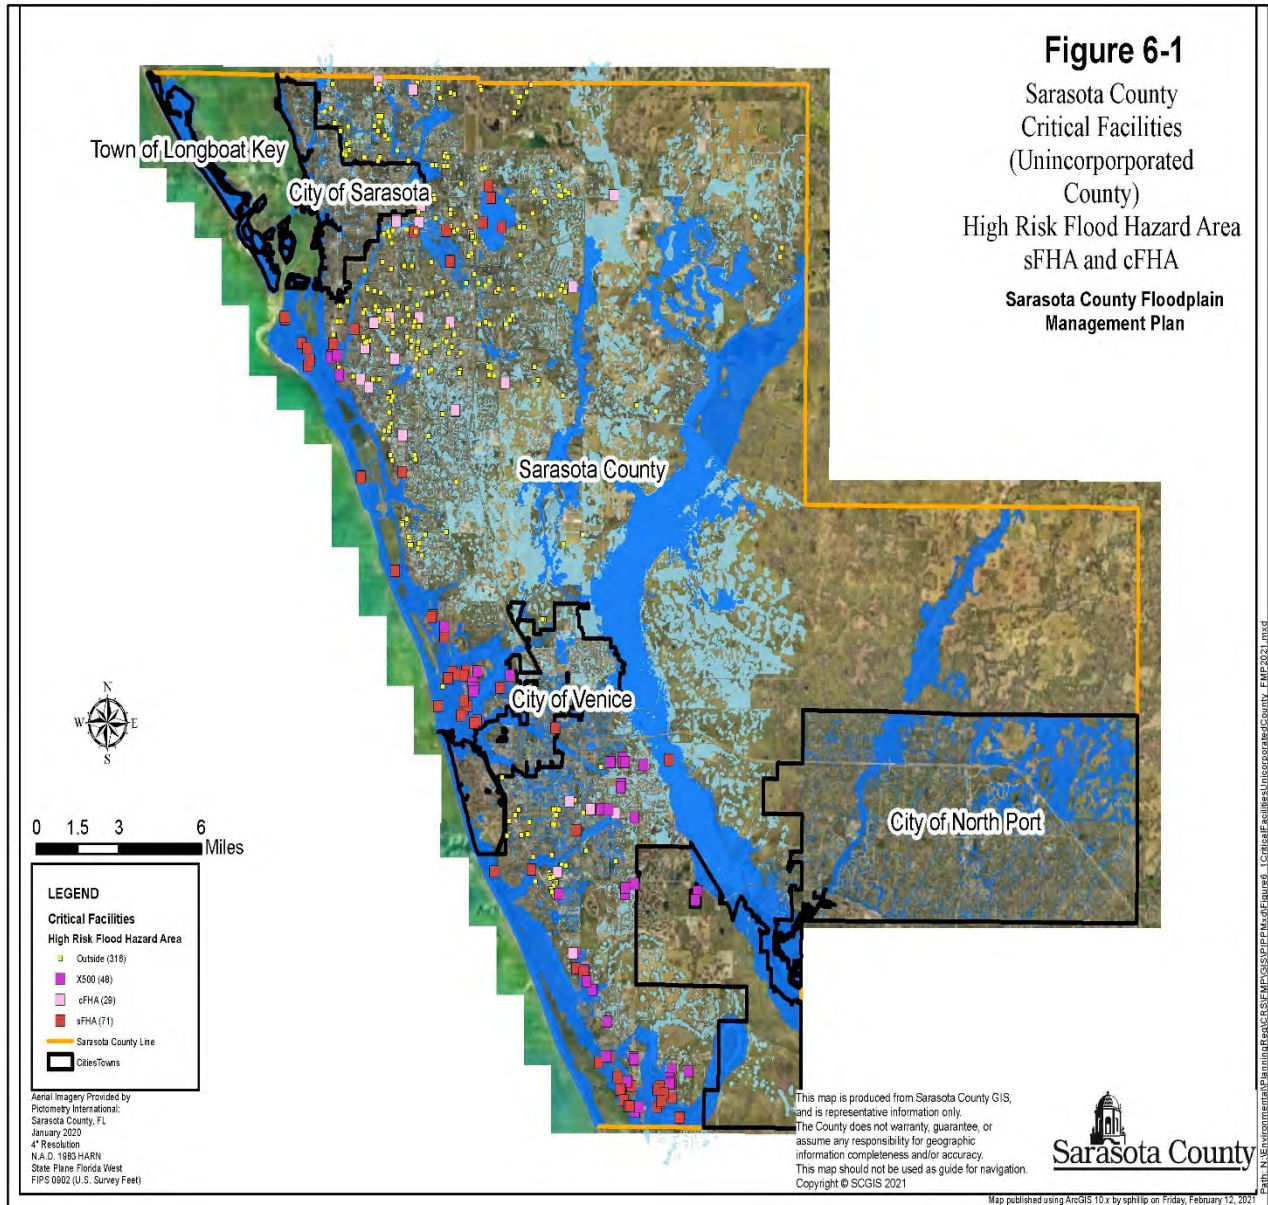 Figure 6-1
Sarasota County
Critical Facilities
(Unincorporporated
County)
High Risk Flood Hazard Area
sFHA and cFHA
Sarasota County Floodplain
Management Plan
Town of Longboat Key
City of Sarasota
Sarasota County
City of Venice
City of North Port
N
W E
S
0 1.5 3 6
Miles
LEGEND
Critical Facilities
High Risk Flood Hazard Area
Outside (316)
X500 (48)
cFHA (29)
sFHA (71)
Sarasota County Line
CitiesTowns
Aerial Imagery Provided by
Pictometry International:
Sarasota County, FL
January 2020
4" Resolution
N.A.D. 1983 HARN
State Plane Florida West
FIPS 0902 (U.S. Survey Feet)
This map is produced from Sarasota County GIS,
and is representative information only.
The County does not warranty, guarantee, or
assume any responsibility for geographic
information completeness and/or accuracy.
This map should not be used as guide for navigation.
Copyright © SCGIS 2021
Sarasota County
Map published using ArcGIS 10.x by sphillip on Friday, February 12, 2021